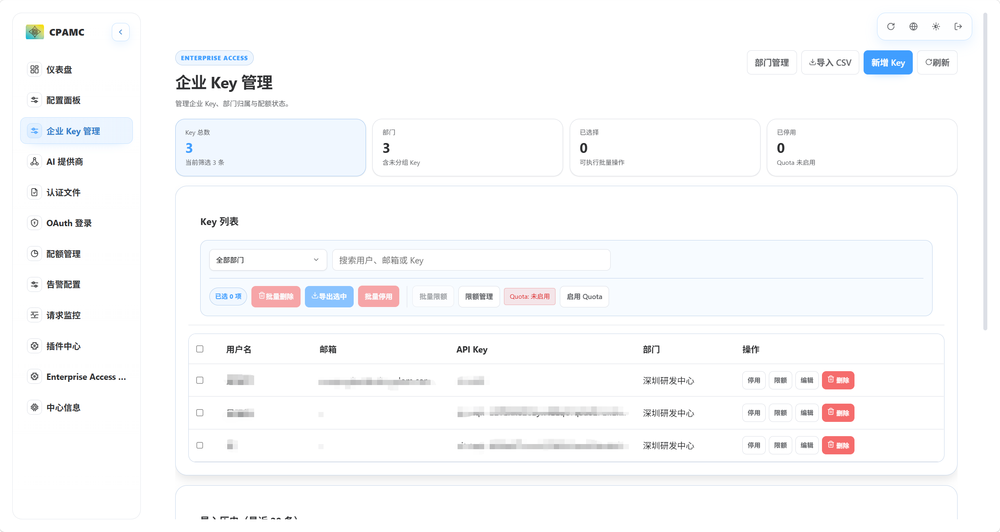 CPAMC
仪表盘
配置面板
企业 Key 管理
AI 提供商
认证文件
OAuth 登录
配额管理
告警配置
请求监控
插件中心
Enterprise Access ...
中心信息
ENTERPRISE ACCESS
企业 Key 管理
管理企业 Key、部门归属与配额状态。
部门管理
导入 CSV
新增 Key
刷新
Key 总数
3
当前筛选 3 条
部门
3
含未分组 Key
已选择
0
可执行批量操作
已停用
0
Quota 未启用
Key 列表
全部部门
搜索用户、邮箱或 Key
已选 0 项
批量删除
导出选中
批量停用
批量限额
限额管理
Quota: 未启用
启用 Quota
用户名 邮箱 API Key 部门 操作
深圳研发中心 停用 限额 编辑 删除
深圳研发中心 停用 限额 编辑 删除
深圳研发中心 停用 限额 编辑 删除